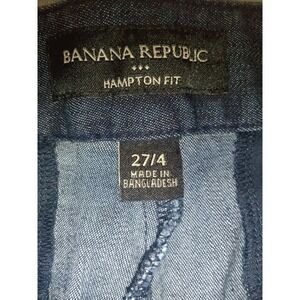 BANANA REPUBLIC
HAMPTON FIT
27/4
MADE IN
BANGLADESH